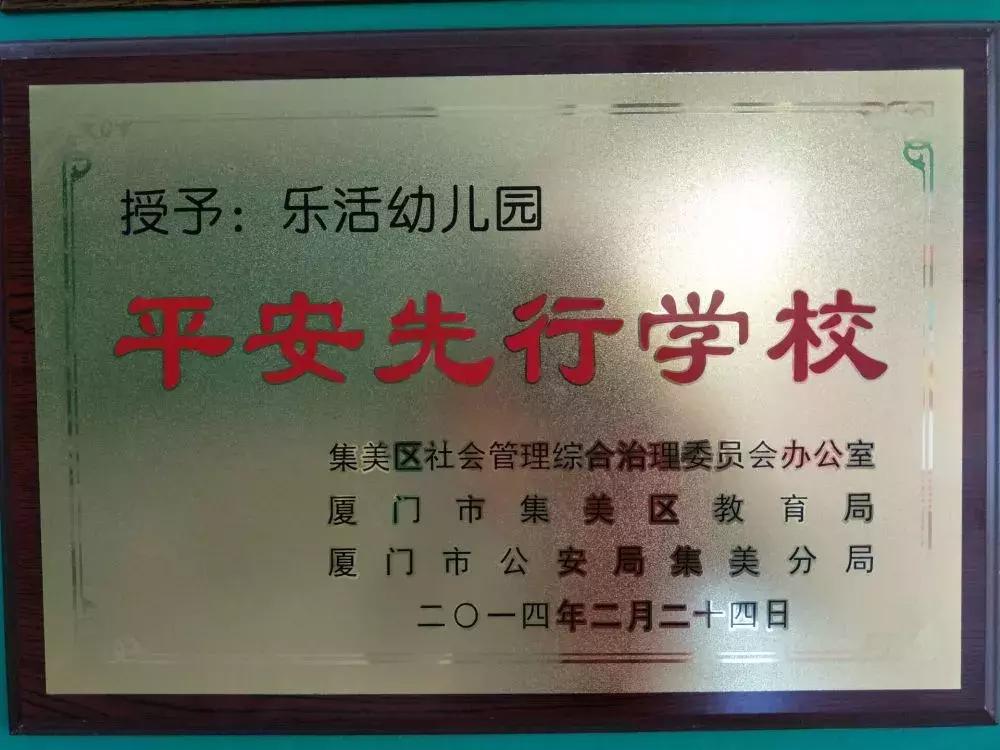 授予：乐活幼儿园
平安先行学校
集美区社会管理综合治理委员会办公室
厦门市集美区教育局
厦门市公安局集美分局
二〇一四年二月二十四日